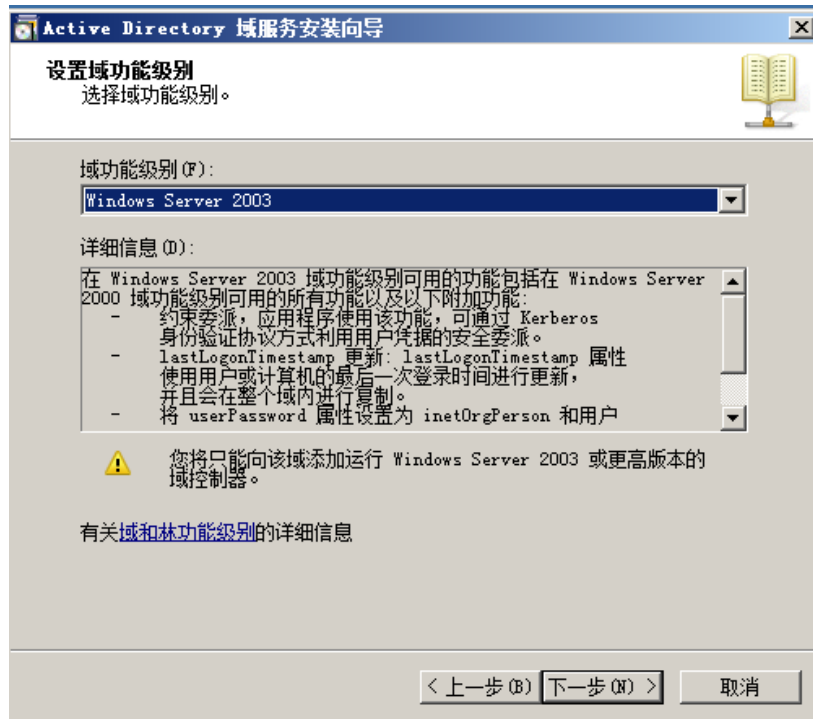 Active Directory 域服务安装向导
设置域功能级别
选择域功能级别。
域功能级别(F):
Windows Server 2003
详细信息(D):
在 Windows Server 2003 域功能级别可用的功能包括在 Windows Server
2000 域功能级别可用的所有功能以及以下附加功能:
- 约束委派，应用程序使用该功能，可通过 Kerberos
身份验证协议方式利用用户凭据的安全委派。
- lastLogonTimestamp 更新: lastLogonTimestamp 属性
使用用户或计算机的最后一次登录时间进行更新，
并且会在整个域内进行复制。
- 将 userPassword 属性设置为 inetOrgPerson 和用户
您将只能向该域添加运行 Windows Server 2003 或更高版本的
域控制器。
有关域和林功能级别的详细信息
< 上一步(B) 下一步(N) > 取消